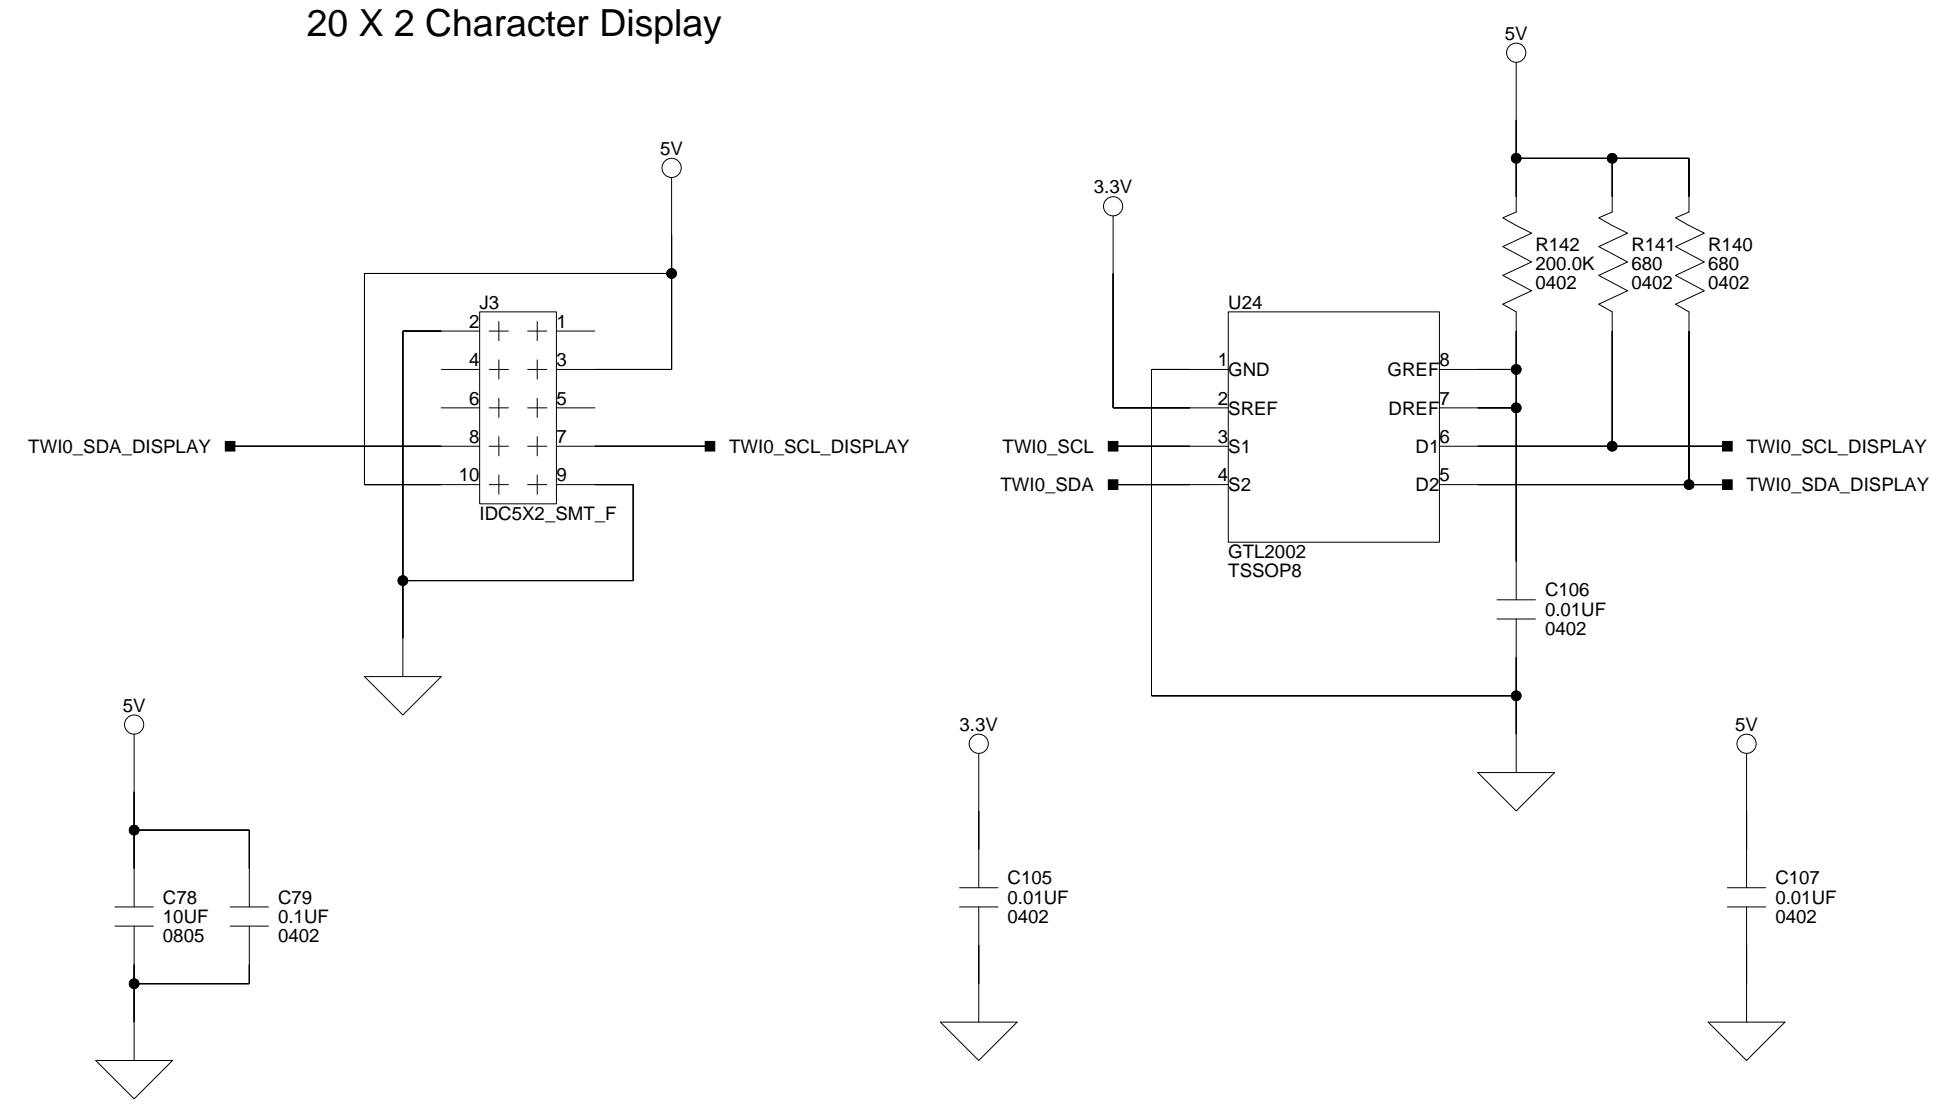 20 X 2 Character Display
5V
J3
2 1
4 3
6 5
8 7
10 9
IDC5X2_SMT_F
TWI0_SDA_DISPLAY
TWI0_SCL_DISPLAY
5V
C78
10UF
0805
C79
0.1UF
0402
5V
3.3V
R142
200.0K
0402
R141
680
0402
R140
680
0402
U24
1 GND
2 SREF
3 S1
4 S2
GREF 8
DREF 7
D1 6
D2 5
GTL2002
TSSOP8
TWI0_SCL
TWI0_SDA
TWI0_SCL_DISPLAY
TWI0_SDA_DISPLAY
C106
0.01UF
0402
3.3V
C105
0.01UF
0402
5V
C107
0.01UF
0402